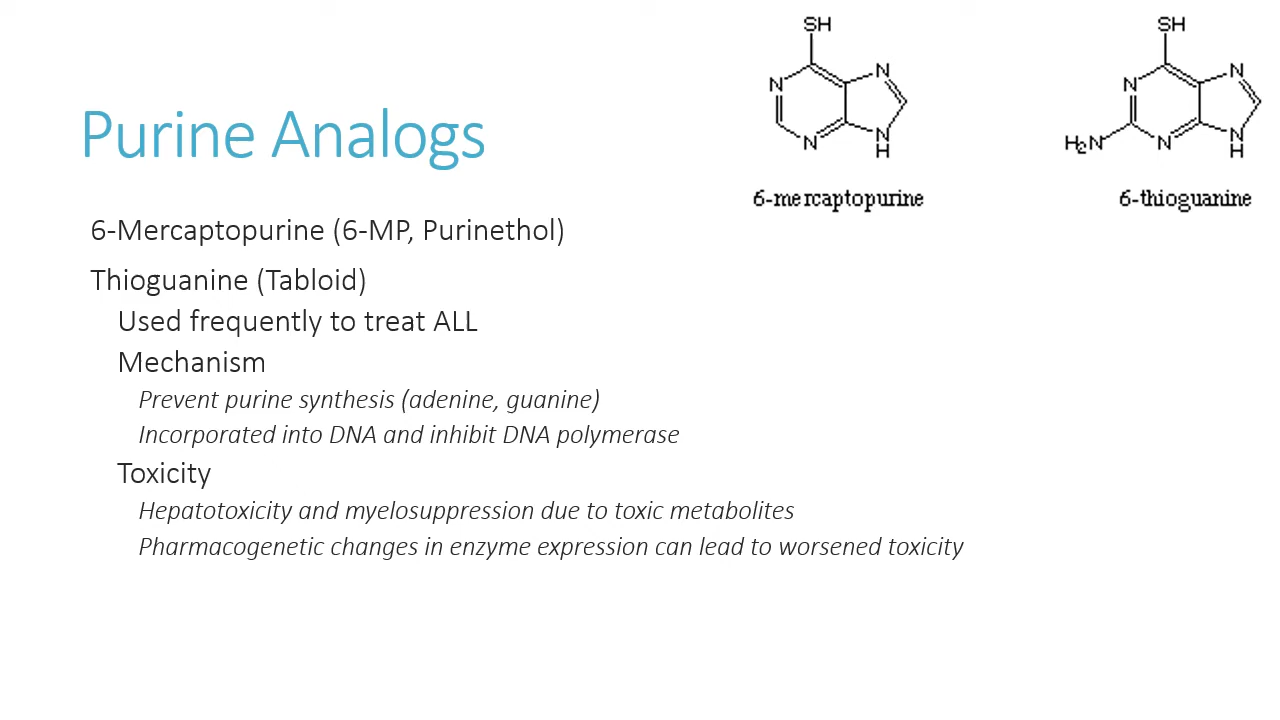 SH
N
N
N
N
H
6-mercaptopurine
SH
N
N
H2N
N
N
H
6-thioguanine
Purine Analogs
6-Mercaptopurine (6-MP, Purinethol)
Thioguanine (Tabloid)
Used frequently to treat ALL
Mechanism
Prevent purine synthesis (adenine, guanine)
Incorporated into DNA and inhibit DNA polymerase
Toxicity
Hepatotoxicity and myelosuppression due to toxic metabolites
Pharmacogenetic changes in enzyme expression can lead to worsened toxicity